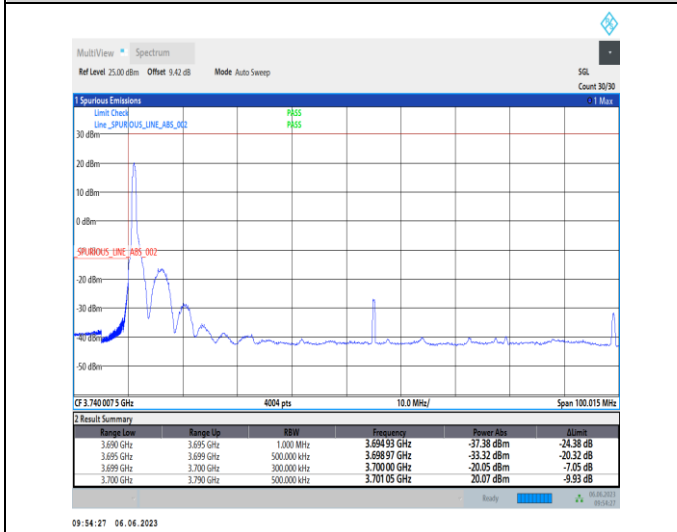 MultiView Spectrum
Ref Level 25.00 dBm Offset 9.42 dB Mode Auto Sweep SGL
Count 30/30
1 Spurious Emissions 1 Max
Limit Check PASS
Line _SPURIOUS_LINE_ABS_002 PASS
30 dBm
20 dBm
10 dBm
0 dBm
_SPURIOUS_LINE_ABS_002
-20 dBm
-30 dBm
-40 dBm
-50 dBm
CF 3.740 007 5 GHz 4004 pts 10.0 MHz/ Span 100.015 MHz
2 Result Summary
Range Low Range Up RBW Frequency Power Abs ΔLimit
3.690 GHz 3.695 GHz 1.000 MHz 3.694 93 GHz -37.38 dBm -24.38 dB
3.695 GHz 3.699 GHz 500.000 kHz 3.698 97 GHz -33.32 dBm -20.32 dB
3.699 GHz 3.700 GHz 300.000 kHz 3.700 00 GHz -20.05 dBm -7.05 dB
3.700 GHz 3.790 GHz 500.000 kHz 3.701 05 GHz 20.07 dBm -9.93 dB
Ready 06.06.2023
09:54:27
09:54:27 06.06.2023